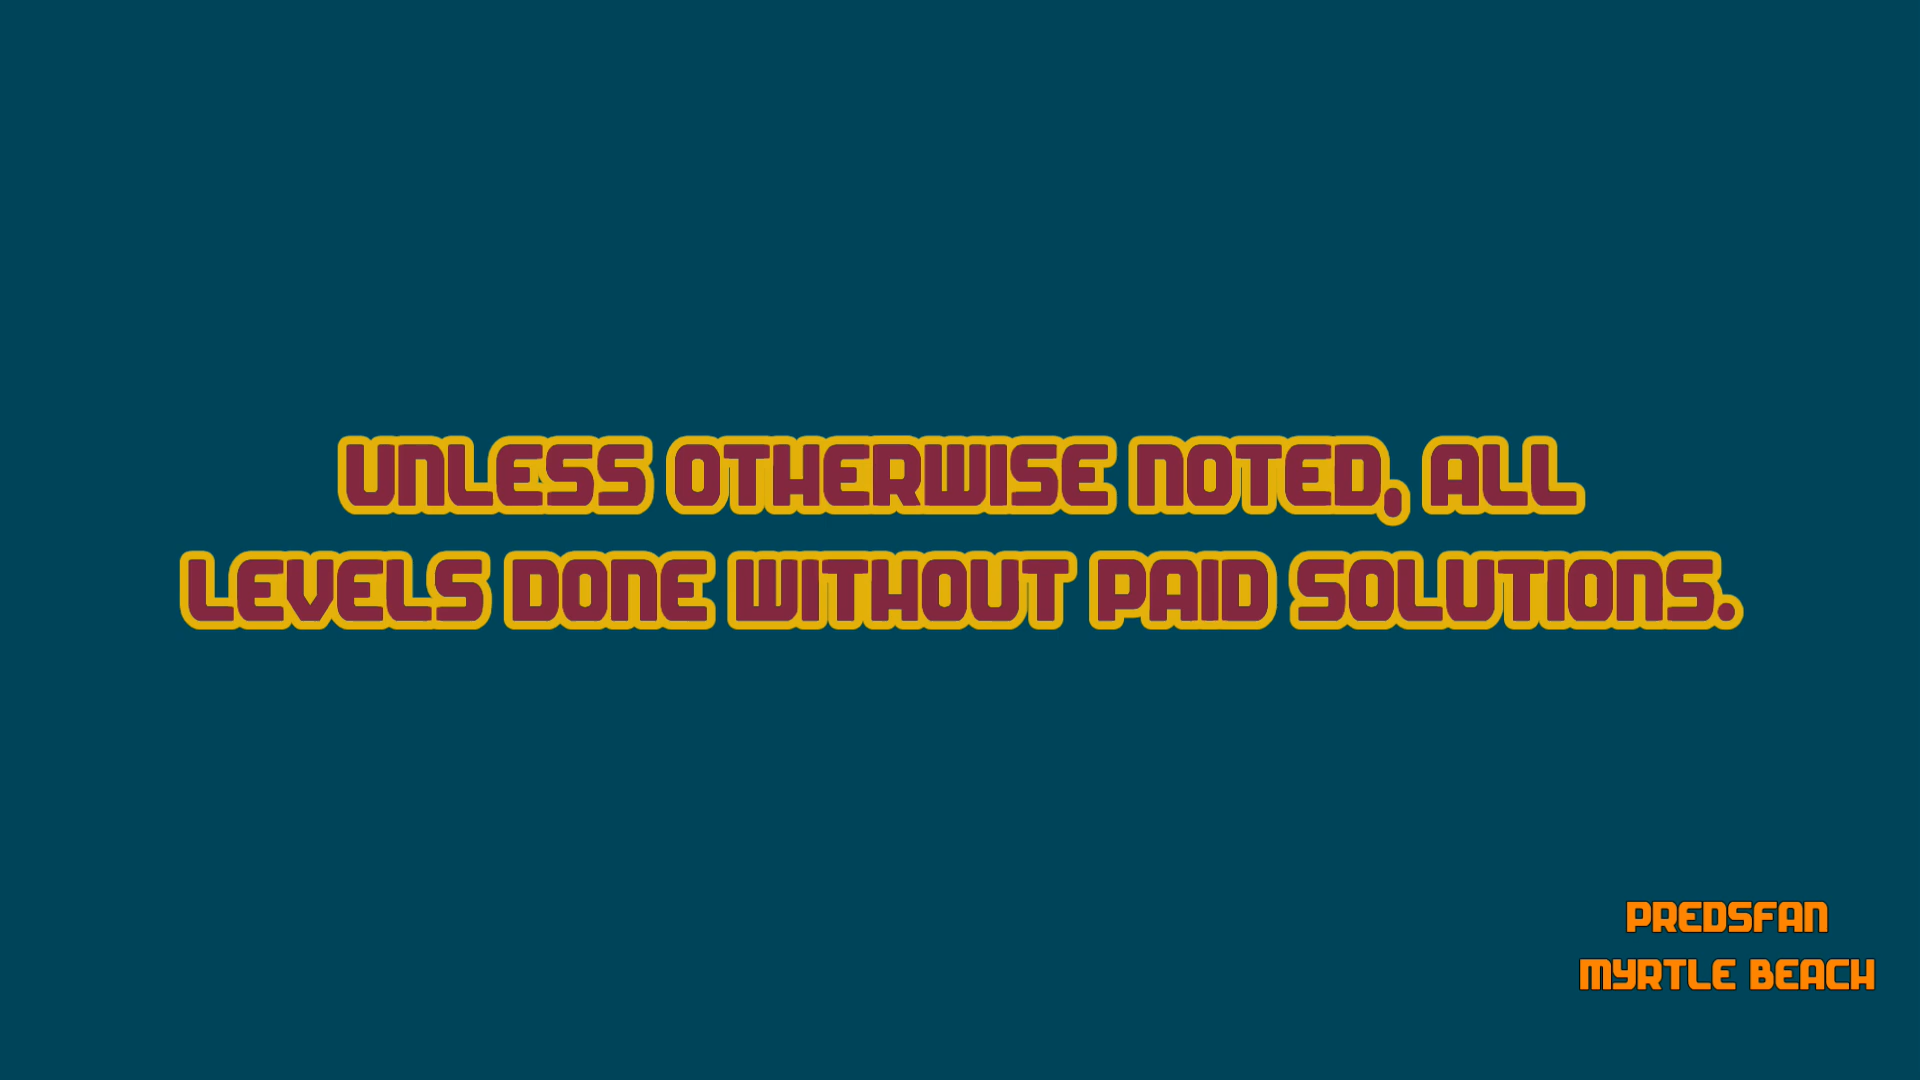 UNLESS OTHERWISE NOTED, ALL
LEVELS DONE WITHOUT PAID SOLUTIONS.
PREDSFAN
MYRTLE BEACH